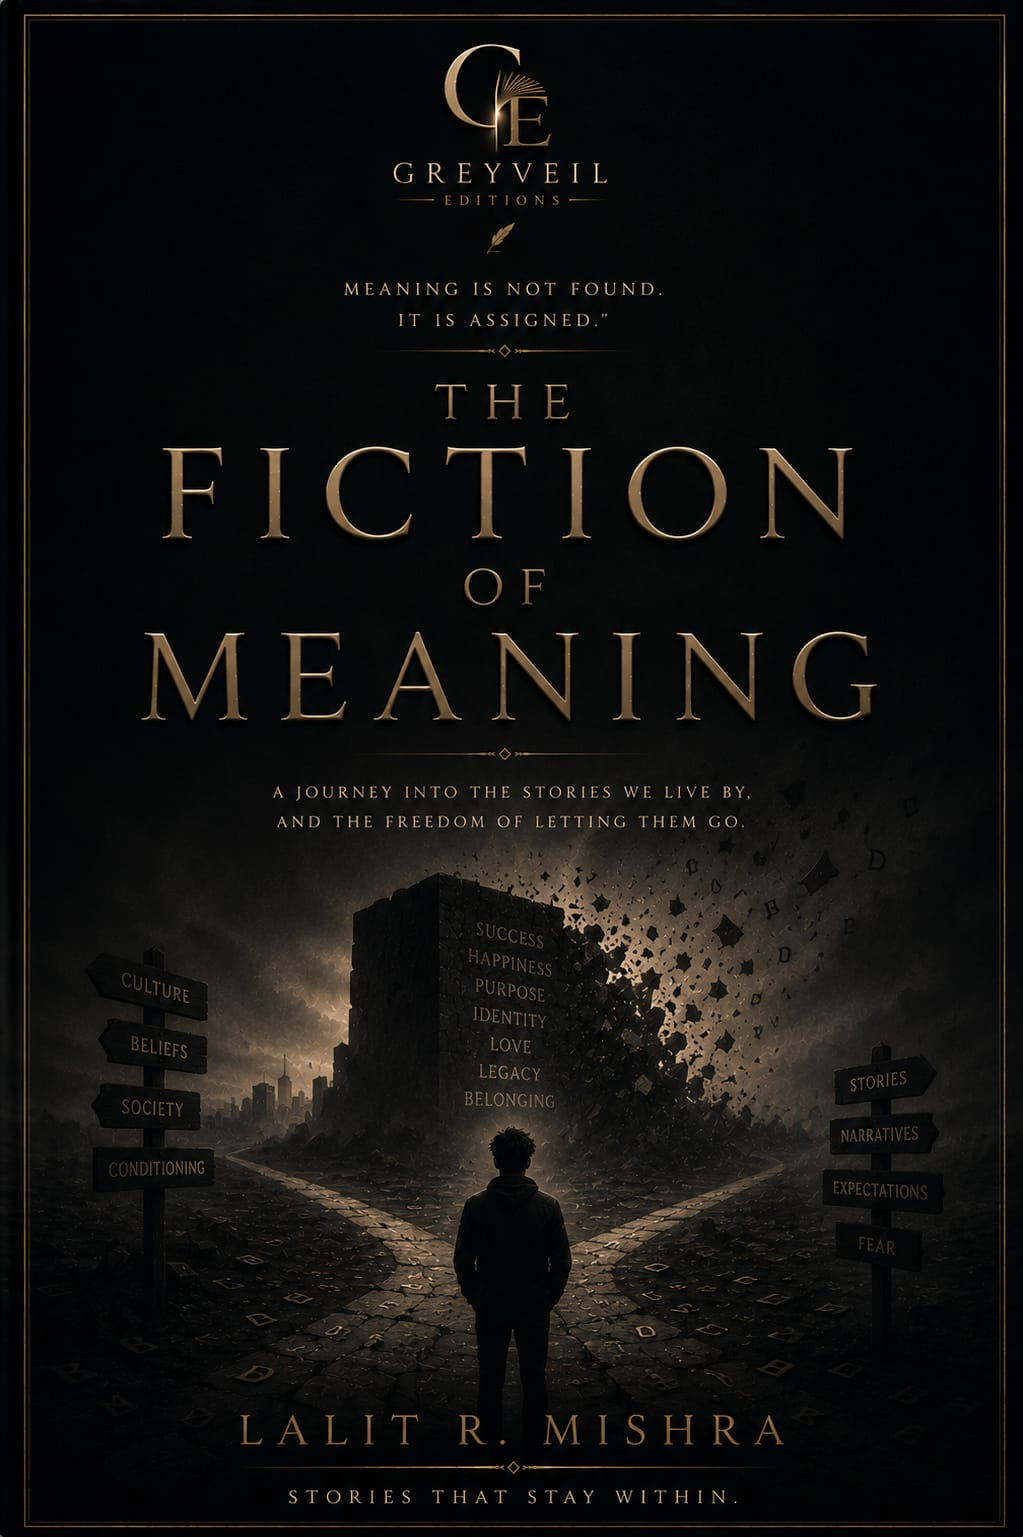 GE
GREYVEIL
EDITIONS
MEANING IS NOT FOUND.
IT IS ASSIGNED."
THE
FICTION
OF
MEANING
A JOURNEY INTO THE STORIES WE LIVE BY,
AND THE FREEDOM OF LETTING THEM GO.
SUCCESS
HAPPINESS
PURPOSE
IDENTITY
LOVE
LEGACY
BELONGING
CULTURE
BELIEFS
SOCIETY
CONDITIONING
STORIES
NARRATIVES
EXPECTATIONS
FEAR
LALIT R. MISHRA
STORIES THAT STAY WITHIN.